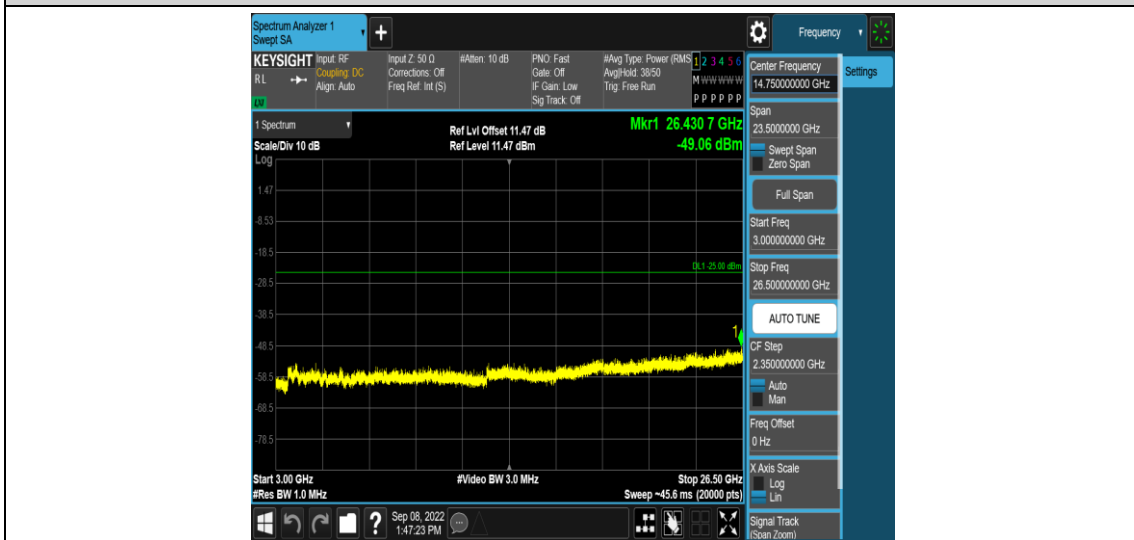 Spectrum Analyzer 1
Swept SA
+
Frequency
KEYSIGHT
RL
LXI
Input: RF
Coupling: DC
Align: Auto
Input Z: 50 Ω
Corrections: Off
Freq Ref: Int (S)
#Atten: 10 dB
PNO: Fast
Gate: Off
IF Gain: Low
Sig Track: Off
#Avg Type: Power (RMS
Avg|Hold: 38/50
Trig: Free Run
1 2 3 4 5 6
M W W W W W
P P P P P P
1 Spectrum
Scale/Div 10 dB
Log
Ref Lvl Offset 11.47 dB
Ref Level 11.47 dBm
Mkr1 26.430 7 GHz
-49.06 dBm
1.47
-8.53
-18.5
DL1 -25.00 dBm
-28.5
-38.5
1
-48.5
-58.5
-68.5
-78.5
Start 3.00 GHz
#Video BW 3.0 MHz
Stop 26.50 GHz
#Res BW 1.0 MHz
Sweep ~45.6 ms (20000 pts)
?
Sep 08, 2022
1:47:23 PM
Center Frequency
14.750000000 GHz
Settings
Span
23.5000000 GHz
Swept Span
Zero Span
Full Span
Start Freq
3.000000000 GHz
Stop Freq
26.500000000 GHz
AUTO TUNE
CF Step
2.350000000 GHz
Auto
Man
Freq Offset
0 Hz
X Axis Scale
Log
Lin
Signal Track
(Span Zoom)